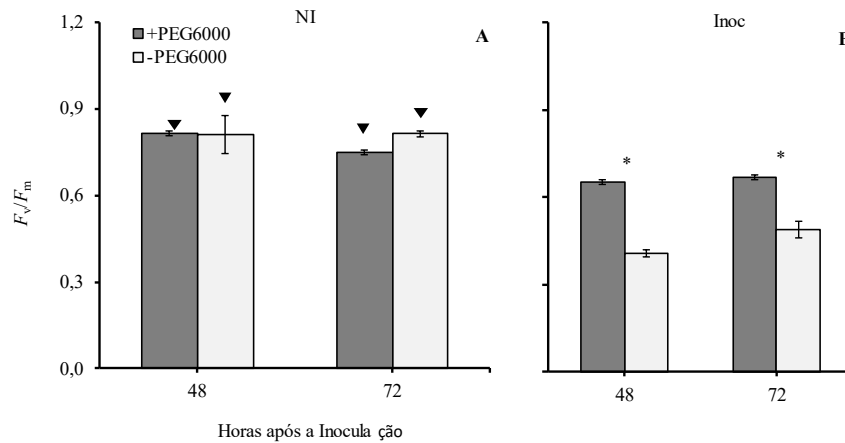 NI
Inoc
1,2
A
+PEG6000
-PEG6000
0,9
0,6
0,3
0,0
Fv/Fm
*
*
48
72
48
72
Horas após a Inocula ção